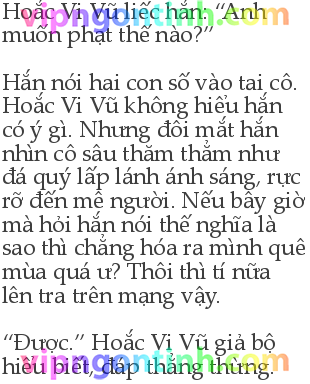 Hoắc Vi Vũ liếc hắn: “Anh
muốn phạt thế nào?”
Hắn nói hai con số vào tai cô.
Hoắc Vi Vũ không hiểu hắn
có ý gì. Nhưng đôi mắt hắn
nhìn cô sâu thăm thẳm như
đá quý lấp lánh ánh sáng, rực
rỡ đến mê người. Nếu bây giờ
mà hỏi hắn nói thế nghĩa là
sao thì chẳng hóa ra mình quê
mùa quá ư? Thôi thì tí nữa
lên tra trên mạng vậy.
“Được.” Hoắc Vi Vũ giả bộ
hiểu biết, đáp thẳng thừng.
vipngontinh.com
vipngontinh.com